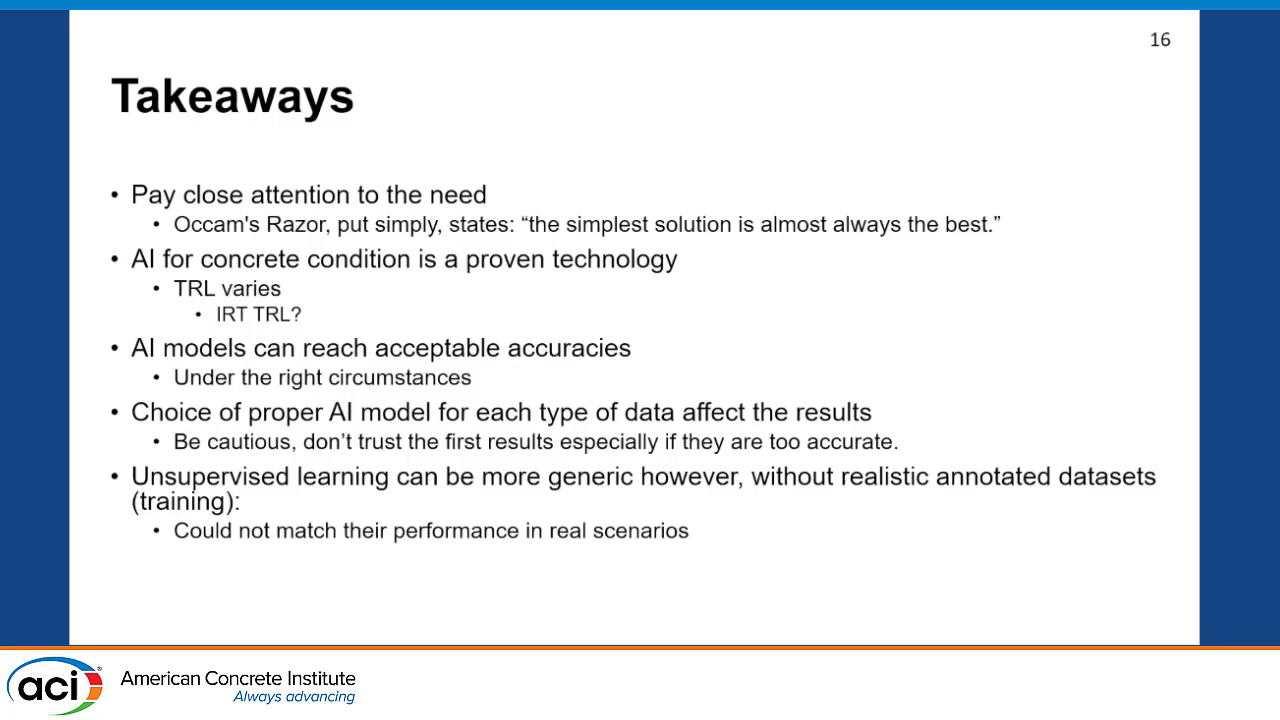 16
Takeaways
• Pay close attention to the need
• Occam's Razor, put simply, states: “the simplest solution is almost always the best.”
• AI for concrete condition is a proven technology
• TRL varies
• IRT TRL?
• AI models can reach acceptable accuracies
• Under the right circumstances
• Choice of proper AI model for each type of data affect the results
• Be cautious, don’t trust the first results especially if they are too accurate.
• Unsupervised learning can be more generic however, without realistic annotated datasets
(training):
• Could not match their performance in real scenarios
aci®
American Concrete Institute
Always advancing